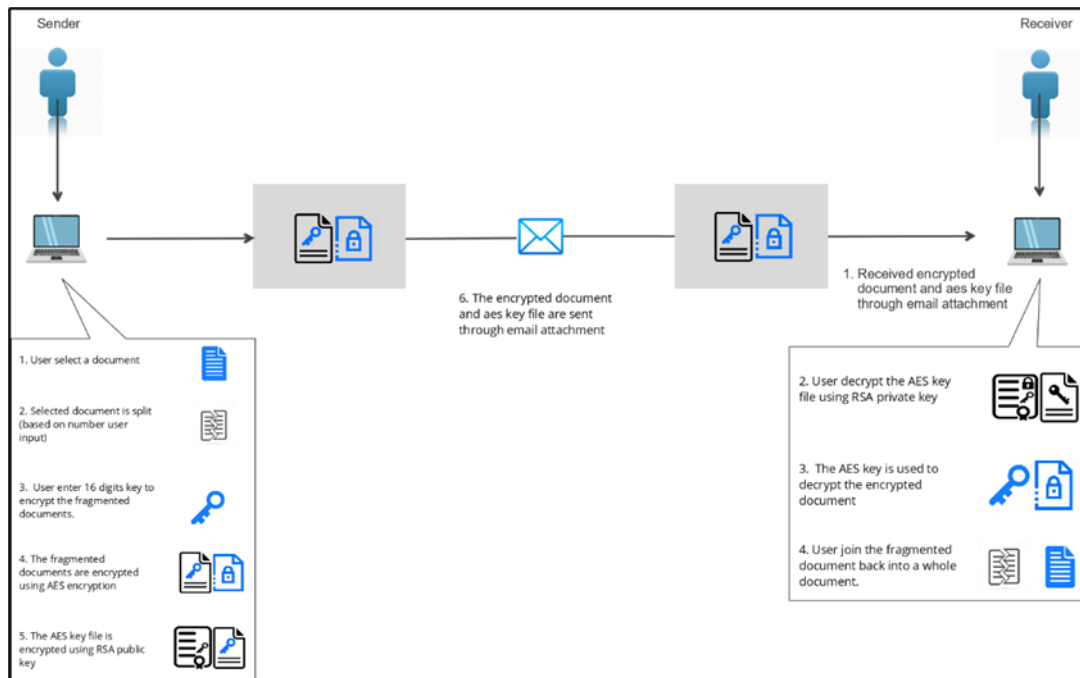 Sender
Receiver
1. Received encrypted
document and aes key file
through email attachment
6. The encrypted document
and aes key file are sent
through email attachment
1. User select a document
2. Selected document is split
(based on number user
input)
3. User enter 16 digits key to
encrypt the fragmented
documents.
4. The fragmented
documents are encrypted
using AES encryption
5. The AES key file is
encrypted using RSA public
key
2. User decrypt the AES key
file using RSA private key
3. The AES key is used to
decrypt the encrypted
document
4. User join the fragmented
document back into a whole
document.